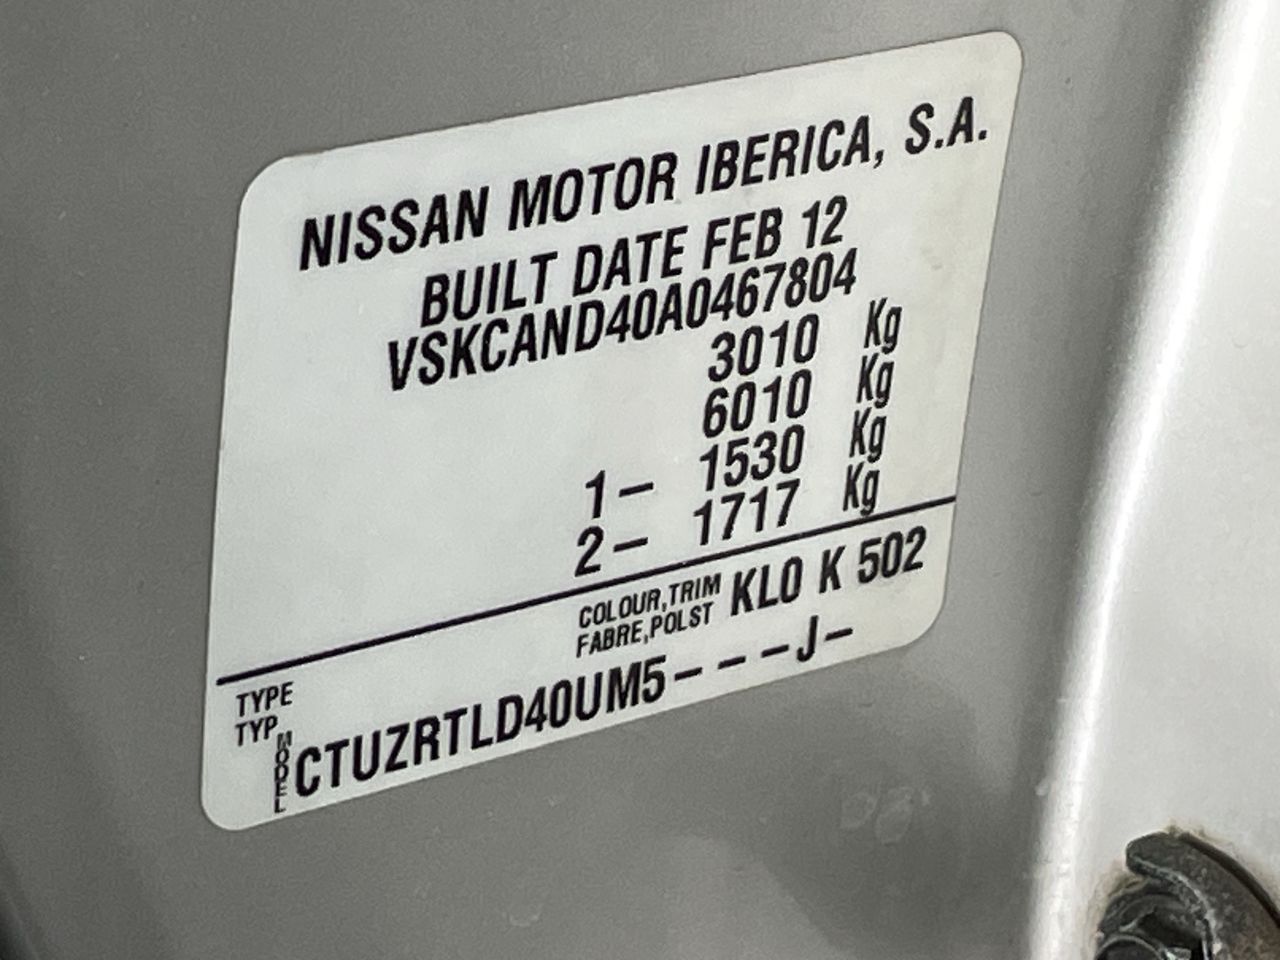 NISSAN MOTOR IBERICA, S.A.
BUILT DATE FEB 12
VSKCAND40A0467804
3010 Kg
6010 Kg
1- 1530 Kg
2- 1717 Kg
COLOUR,TRIM
FABRE,POLST
KL0 K 502
TYPE
TYP
MODEL
CTUZRTLD40UM5----J-